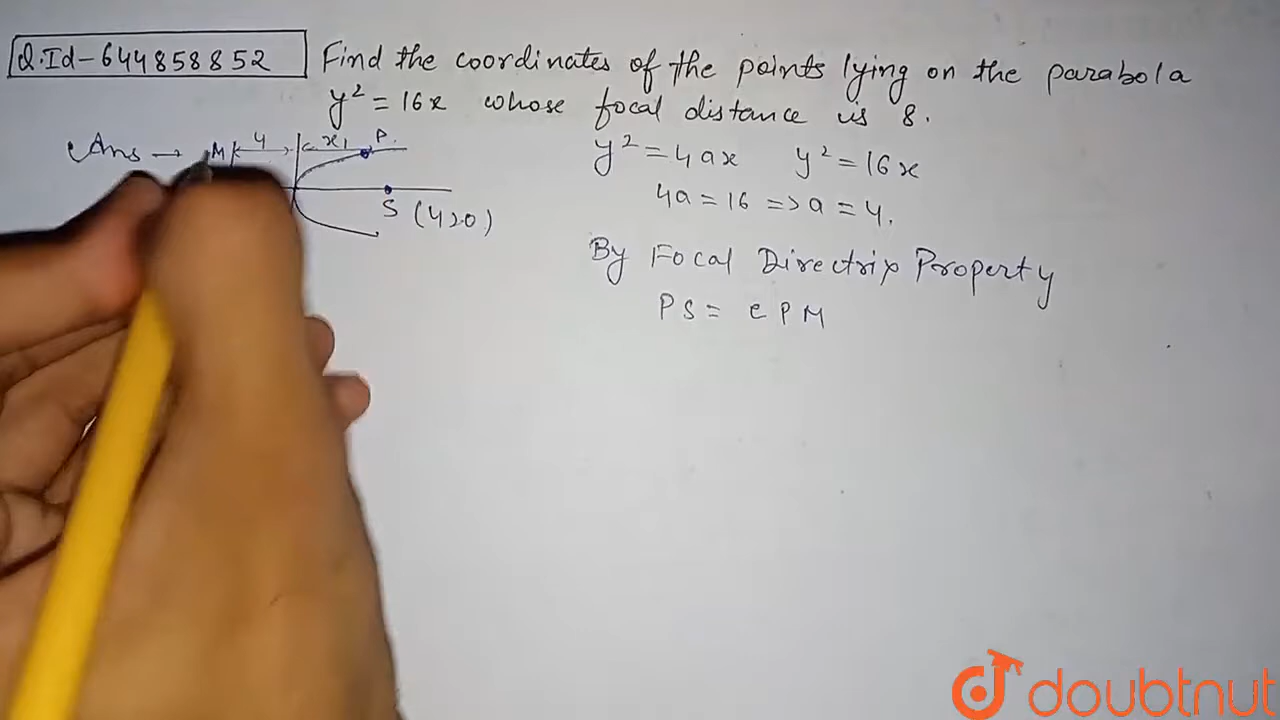 Q.Id-644858852
Find the coordinates of the points lying on the parabola
y² = 16x whose focal distance is 8.
Ans → M 4 x₁ P.
S (4,0)
y² = 4ax y² = 16x
4a = 16 => a = 4.
By Focal Directrix Property
PS = e PM
doubtnut